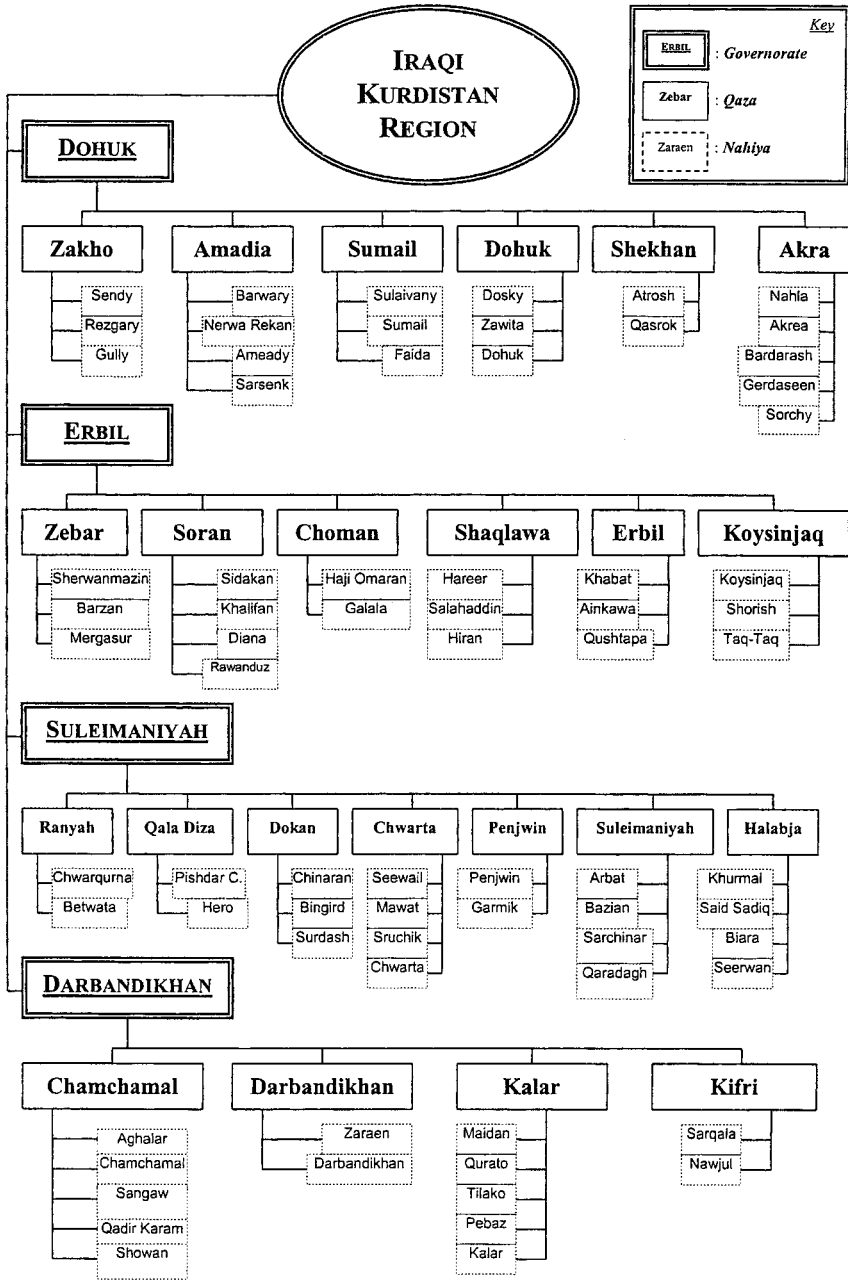 IRAQI
KURDISTAN
REGION
Key
ERBIL : Governorate
Zebar : Qaza
Zaraen : Nahiya
DOHUK
Zakho
Sendy
Rezgary
Gully
Amadia
Barwary
Nerwa Rekan
Ameady
Sarsenk
Sumail
Sulaivany
Sumail
Faida
Dohuk
Dosky
Zawita
Dohuk
Shekhan
Atrosh
Qasrok
Akra
Nahla
Akrea
Bardarash
Gerdaseen
Sorchy
ERBIL
Zebar
Sherwanmazin
Barzan
Mergasur
Soran
Sidakan
Khalifan
Diana
Rawanduz
Choman
Haji Omaran
Galala
Shaqlawa
Hareer
Salahaddin
Hiran
Erbil
Khabat
Ainkawa
Qushtapa
Koysinjaq
Koysinjaq
Shorish
Taq-Taq
SULEIMANIYAH
Ranyah
Chwarqurna
Betwata
Qala Diza
Pishdar C.
Hero
Dokan
Chinaran
Bingird
Surdash
Chwarta
Seewail
Mawat
Sruchik
Chwarta
Penjwin
Penjwin
Garmik
Suleimaniyah
Arbat
Bazian
Sarchinar
Qaradagh
Halabja
Khurmal
Said Sadiq
Biara
Seerwan
DARBANDIKHAN
Chamchamal
Aghalar
Chamchamal
Sangaw
Qadir Karam
Showan
Darbandikhan
Zaraen
Darbandikhan
Kalar
Maidan
Qurato
Tilako
Pebaz
Kalar
Kifri
Sarqala
Nawjul